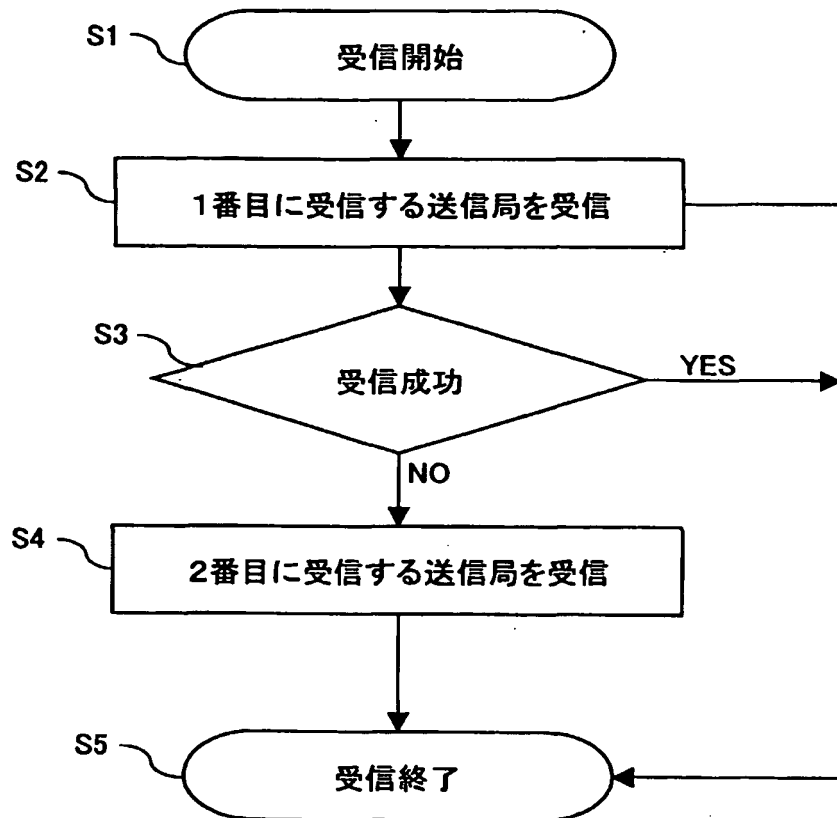 S1
受信開始
S2
1番目に受信する送信局を受信
S3
受信成功
YES
NO
S4
2番目に受信する送信局を受信
S5
受信終了